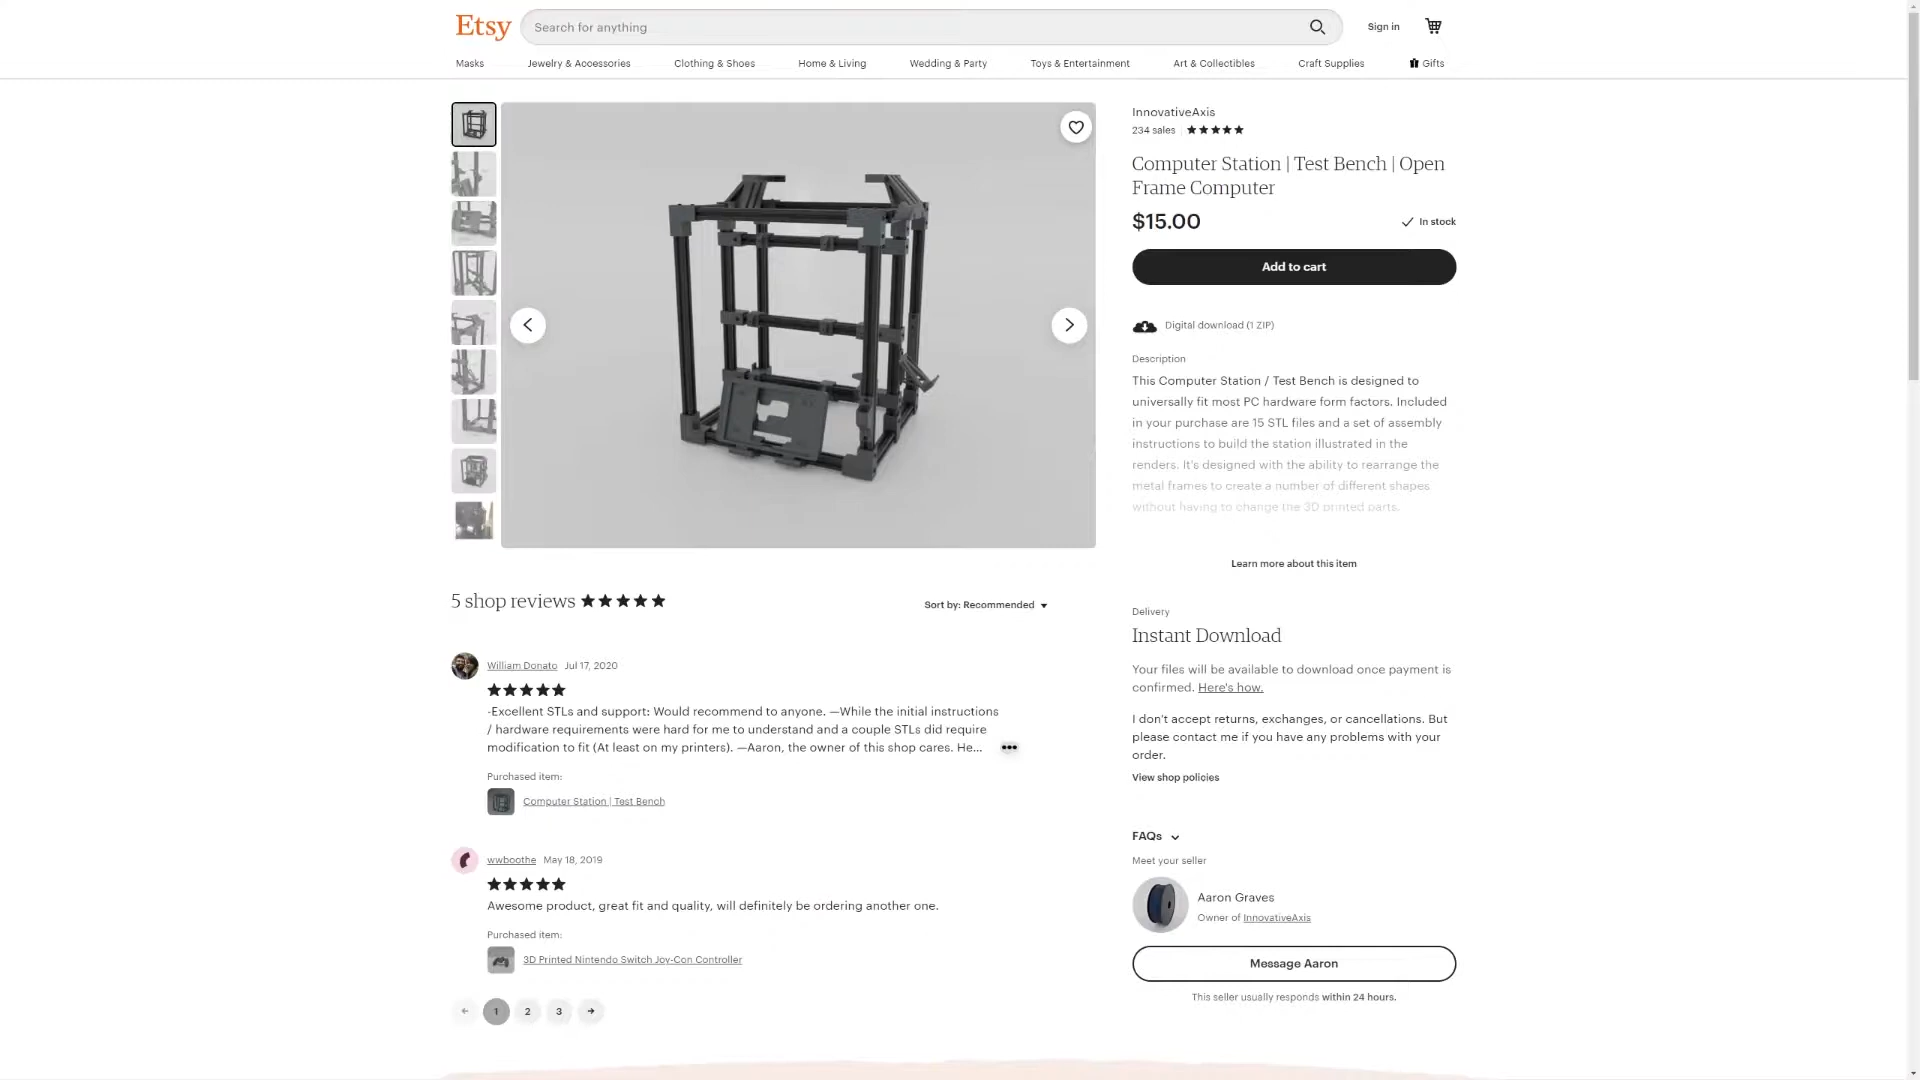 Etsy
Search for anything
Sign in
Masks
Jewelry & Accessories
Clothing & Shoes
Home & Living
Wedding & Party
Toys & Entertainment
Art & Collectibles
Craft Supplies
Gifts
InnovativeAxis
234 sales
Computer Station | Test Bench | Open
Frame Computer
$15.00
In stock
Add to cart
Digital download (1 ZIP)
Description
This Computer Station / Test Bench is designed to
universally fit most PC hardware form factors. Included
in your purchase are 15 STL files and a set of assembly
instructions to build the station illustrated in the
renders. It's designed with the ability to rearrange the
metal frames to create a number of different shapes
without having to change the 3D printed parts.
Learn more about this item
5 shop reviews
Sort by: Recommended
William Donato Jul 17, 2020
-Excellent STLs and support: Would recommend to anyone. —While the initial instructions
/ hardware requirements were hard for me to understand and a couple STLs did require
modification to fit (At least on my printers). —Aaron, the owner of this shop cares. He...
Purchased item:
Computer Station | Test Bench
wwboothe May 18, 2019
Awesome product, great fit and quality, will definitely be ordering another one.
Purchased item:
3D Printed Nintendo Switch Joy-Con Controller
1 2 3
Delivery
Instant Download
Your files will be available to download once payment is
confirmed. Here's how.
I don't accept returns, exchanges, or cancellations. But
please contact me if you have any problems with your
order.
View shop policies
FAQs
Meet your seller
Aaron Graves
Owner of InnovativeAxis
Message Aaron
This seller usually responds within 24 hours.